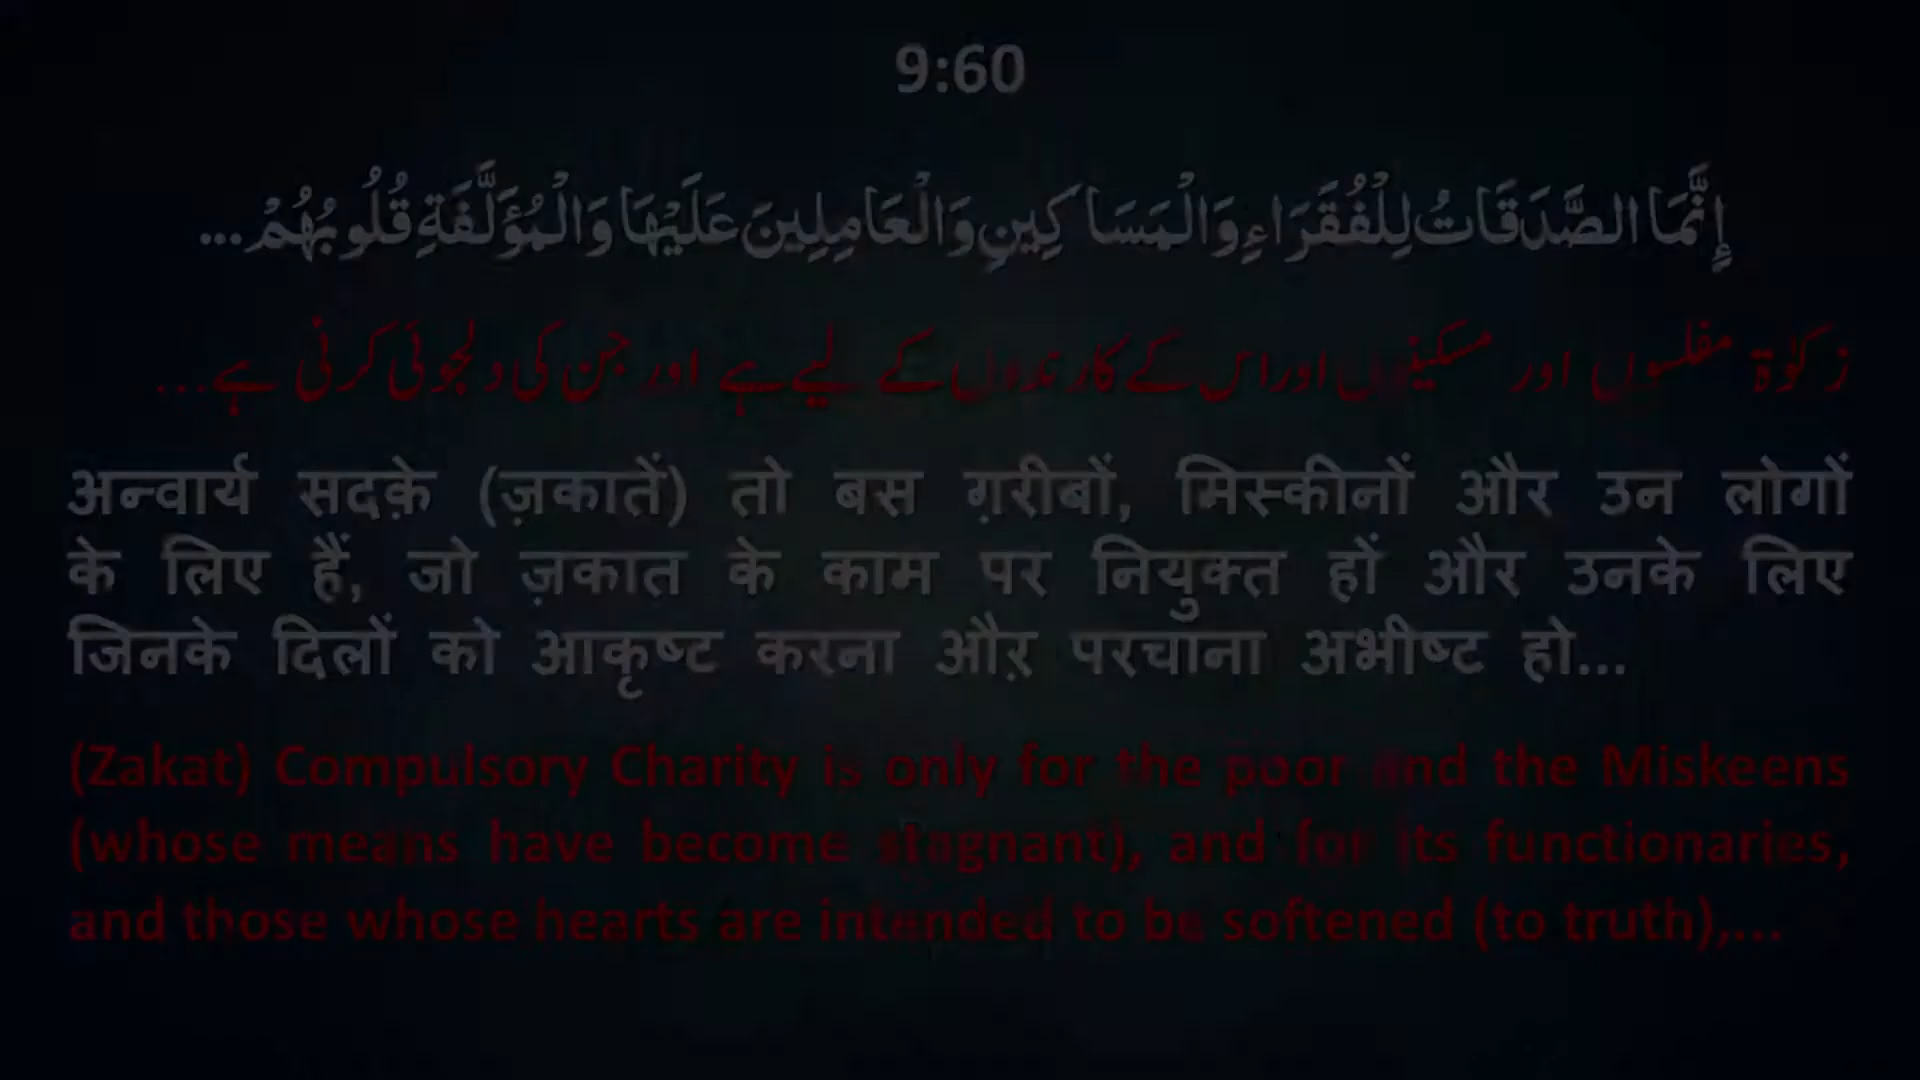 9:60
إِنَّمَا الصَّدَقَاتُ لِلْفُقَرَاءِ وَالْمَسَاكِينِ وَالْعَامِلِينَ عَلَيْهَا وَالْمُؤَلَّفَةِ قُلُوبُهُمْ...
زکوٰۃ مفلسوں اور مسکینوں اور اس کے کارندوں کے لیے ہے اور جن کی دلجوئی کرنی ہے...
अन्वार्य सदक़े (ज़कातें) तो बस ग़रीबों, मिस्कीनों और उन लोगों
के लिए हैं, जो ज़कात के काम पर नियुक्त हों और उनके लिए
जिनके दिलों को आकृष्ट करना औऱ परचाना अभीष्ट हो...
(Zakat) Compulsory Charity is only for the poor and the Miskeens
(whose means have become stagnant), and for its functionaries,
and those whose hearts are intended to be softened (to truth),...